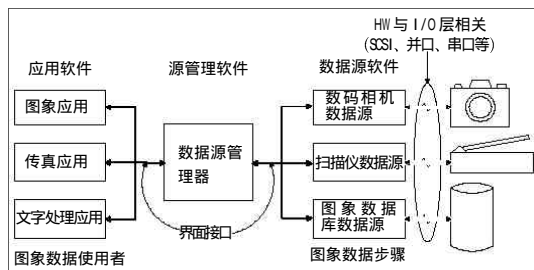 HW与I/O层相关
(SCSI、并口、串口等)
应用软件
源管理软件
数据源软件
图象应用
传真应用
文字处理应用
数据源管
理器
数码相机
数据源
扫描仪数据源
图象数据
库数据源
界面接口
图象数据使用者
图象数据步骤